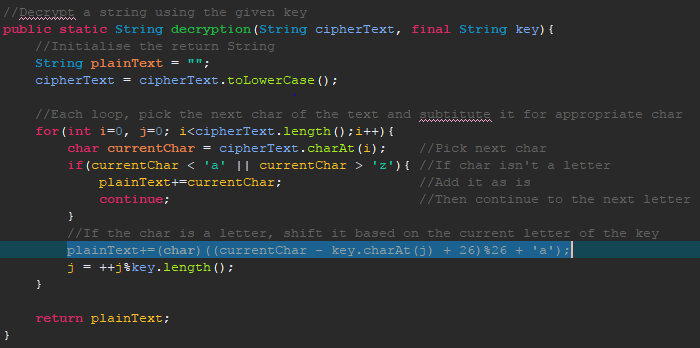 //Decrypt a string using the given key
public static String decryption(String cipherText, final String key){
//Initialise the return String
String plainText = "";
cipherText = cipherText.toLowerCase();
//Each loop, pick the next char of the text and subtitute it for appropriate char
for(int i=0, j=0; i<cipherText.length();i++){
char currentChar = cipherText.charAt(i); //Pick next char
if(currentChar < 'a' || currentChar > 'z'){ //If char isn't a letter
plainText+=currentChar; //Add it as is
continue; //Then continue to the next letter
}
//If the char is a letter, shift it based on the current letter of the key
plainText+=(char)((currentChar - key.charAt(j) + 26)%26 + 'a');
j = ++j%key.length();
}
return plainText;
}